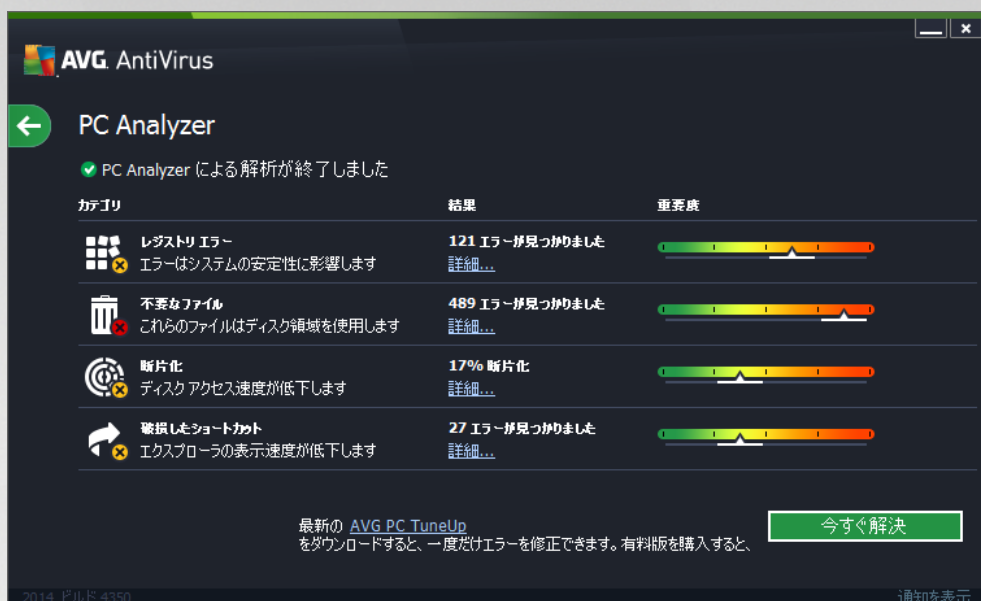 AVG. AntiVirus
PC Analyzer
PC Analyzer による解析が終了しました
カテゴリ 結果 重要度
レジストリ エラー 121 エラーが見つかりました
エラーはシステムの安定性に影響します 詳細...
不要なファイル 489 エラーが見つかりました
これらのファイルはディスク領域を使用します 詳細...
断片化 17% 断片化
ディスク アクセス速度が低下します 詳細...
破損したショートカット 27 エラーが見つかりました
エクスプローラの表示速度が低下します 詳細...
最新の AVG PC TuneUp
をダウンロードすると、一度だけエラーを修正できます。有料版を購入すると、
今すぐ解決
2014 ビルド 4350 通知を表示